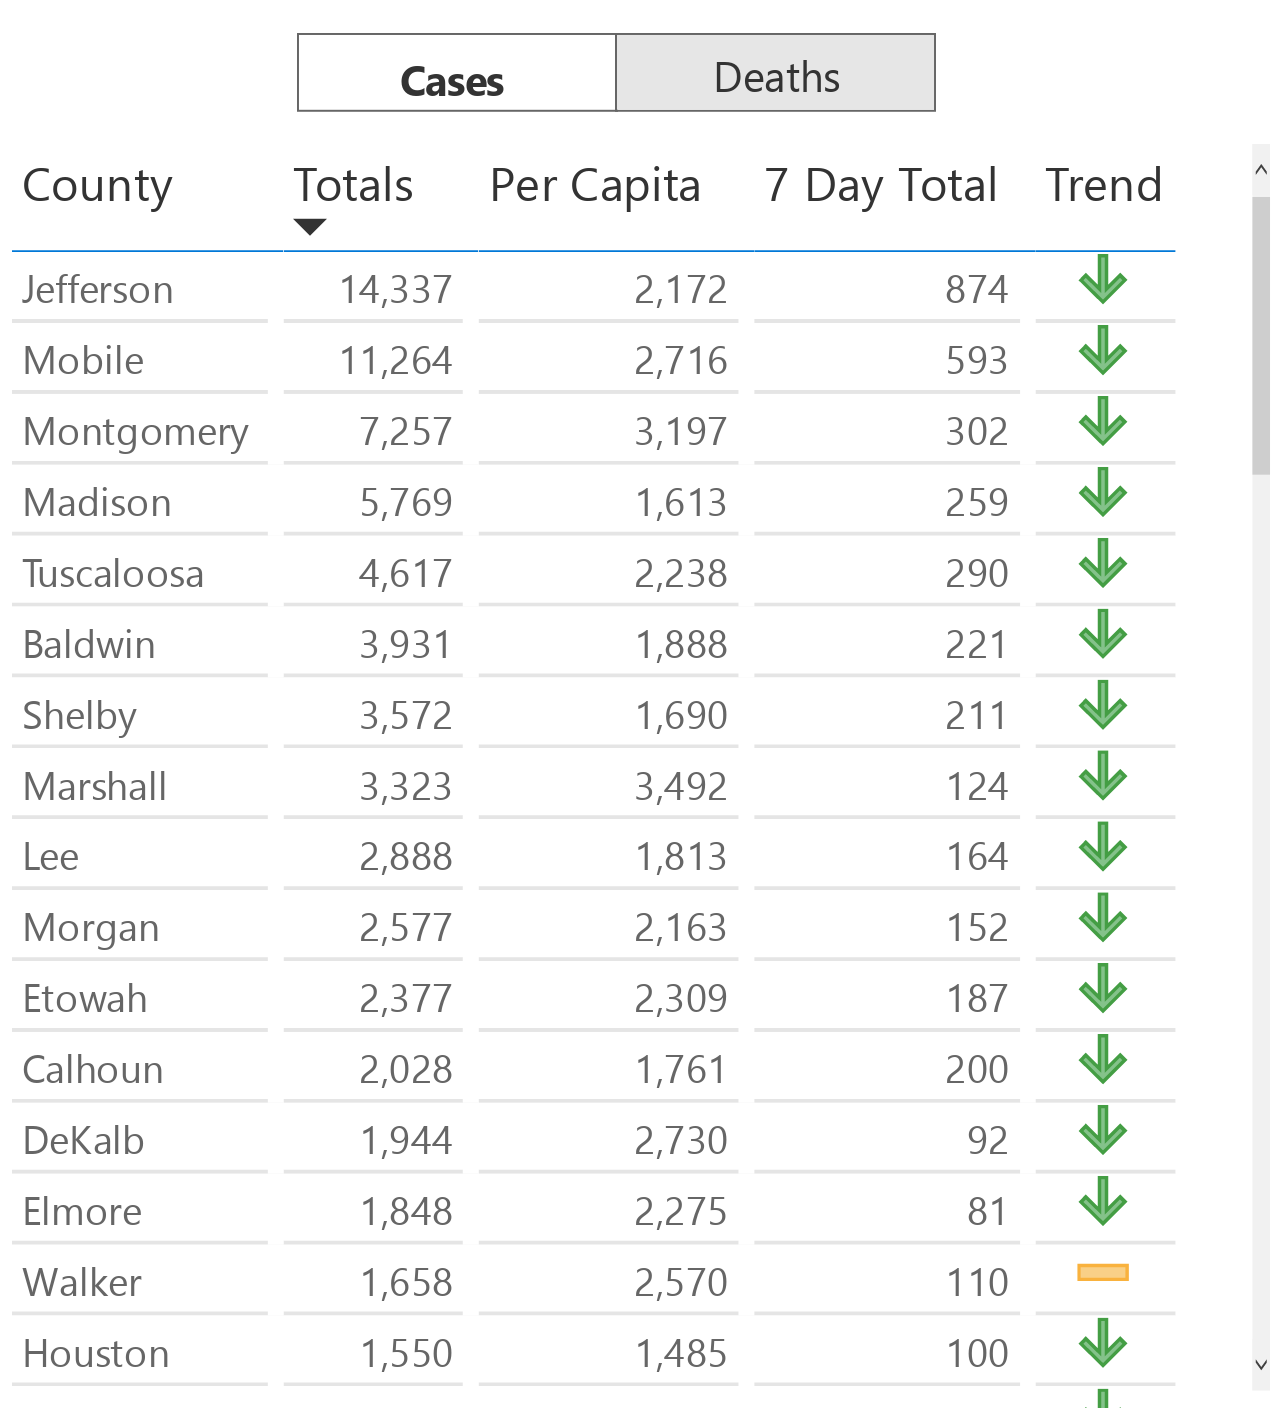 Cases Deaths
County Totals Per Capita 7 Day Total Trend
Jefferson 14,337 2,172 874
Mobile 11,264 2,716 593
Montgomery 7,257 3,197 302
Madison 5,769 1,613 259
Tuscaloosa 4,617 2,238 290
Baldwin 3,931 1,888 221
Shelby 3,572 1,690 211
Marshall 3,323 3,492 124
Lee 2,888 1,813 164
Morgan 2,577 2,163 152
Etowah 2,377 2,309 187
Calhoun 2,028 1,761 200
DeKalb 1,944 2,730 92
Elmore 1,848 2,275 81
Walker 1,658 2,570 110
Houston 1,550 1,485 100